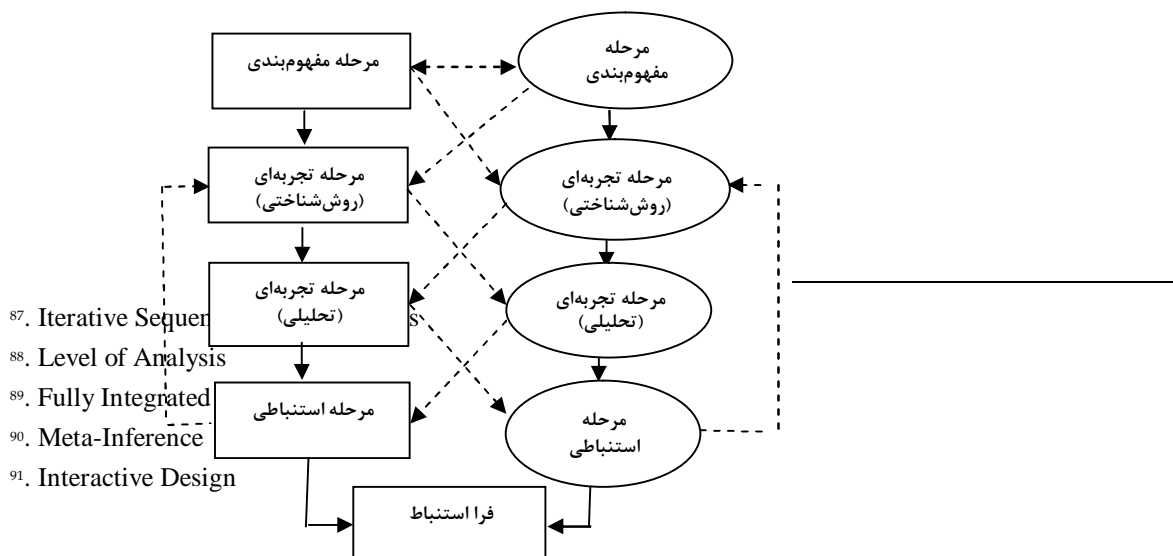 مرحله مفهوم‌بندی
مرحله
مفهوم‌بندی
مرحله تجربه‌ای
(روش‌شناختی)
مرحله تجربه‌ای
(روش‌شناختی)
مرحله تجربه‌ای
(تحلیلی)
مرحله تجربه‌ای
(تحلیلی)
مرحله استنباطی
مرحله
استنباطی
فرا استنباط
87. Iterative Sequen s
88. Level of Analysis
89. Fully Integrated
90. Meta-Inference
91. Interactive Design